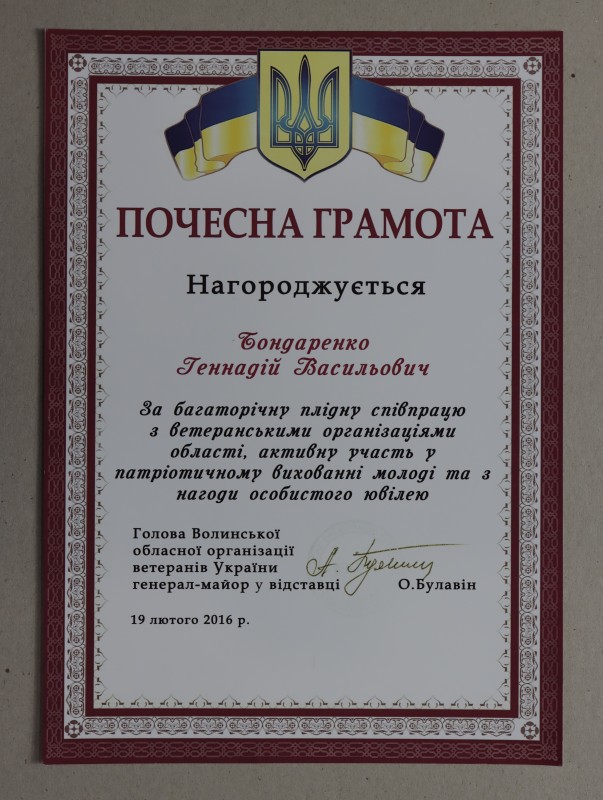 ПОЧЕСНА ГРАМОТА
Нагороджується
Бондаренко
Геннадій Васильович
За багаторічну плідну співпрацю
з ветеранськими організаціями
області, активну участь у
патріотичному вихованні молоді та з
нагоди особистого ювілею
Голова Волинської
обласної організації
ветеранів України
генерал-майор у відставці О.Булавін
19 лютого 2016 р.